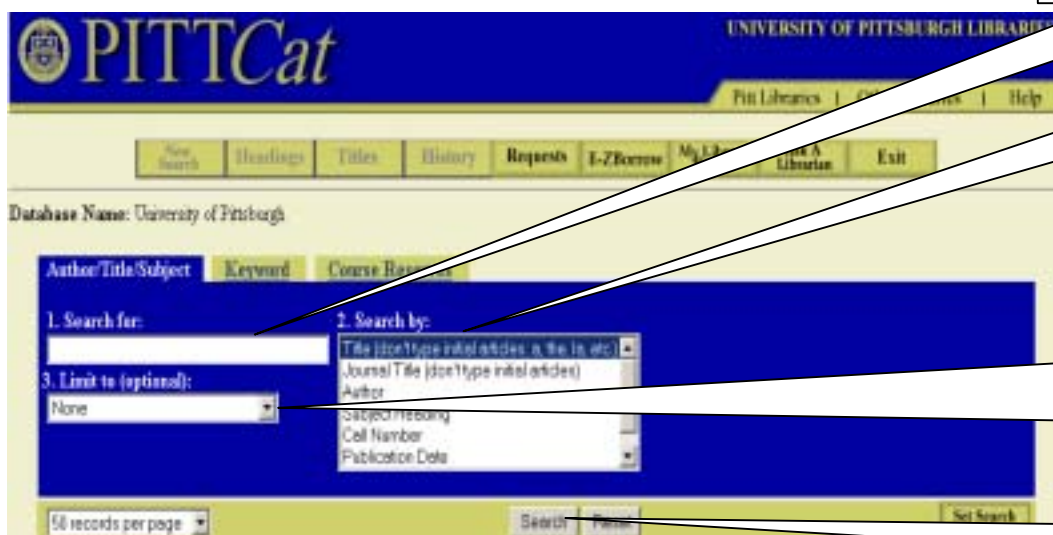 PITTCat
UNIVERSITY OF PITTSBURGH LIBRARIES
Pitt Libraries | | Help
New Search Headings Titles History Requests E-ZBorrow My A Librarian Exit
Database Name: University of Pittsburgh
Author/Title/Subject Keyword Course
1. Search for: 2. Search by:
Title (don't type initial articles: a, the, la, etc.)
Journal Title (don't type initial articles)
3. Limit to (optional):
Author
None
Subject Heading
Call Number
Publication Date
50 records per page Search Reset Set Search